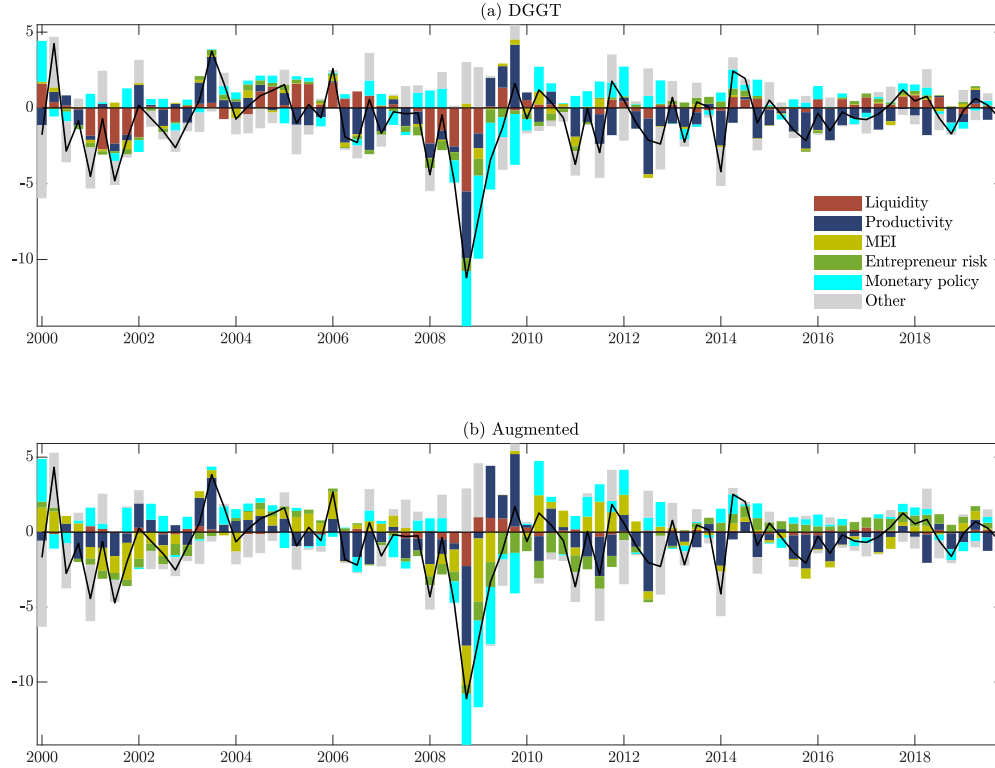 (a) DGGT
5
0
-5
-10
Liquidity
Productivity
MEI
Entrepreneur risk
Monetary policy
Other
2000 2002 2004 2006 2008 2010 2012 2014 2016 2018
(b) Augmented
5
0
-5
-10
2000 2002 2004 2006 2008 2010 2012 2014 2016 2018